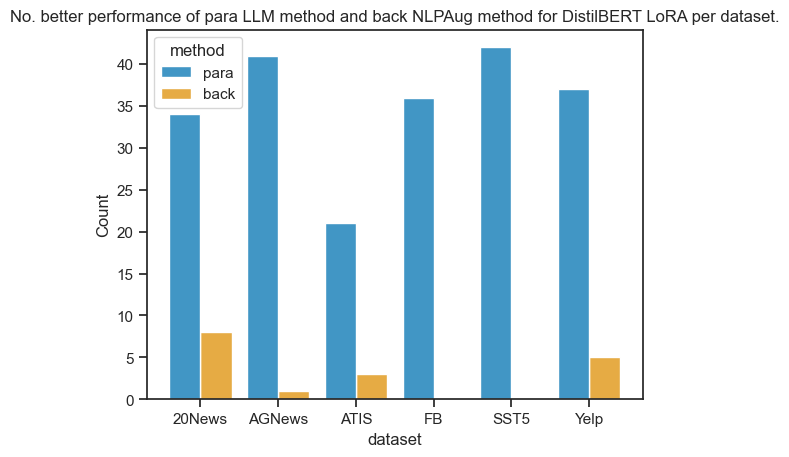 No. better performance of para LLM method and back NLPAug method for DistilBERT LoRA per dataset.
method
para
back
40
35
30
25
20
15
10
5
0
Count
20News AGNews ATIS FB SST5 Yelp
dataset